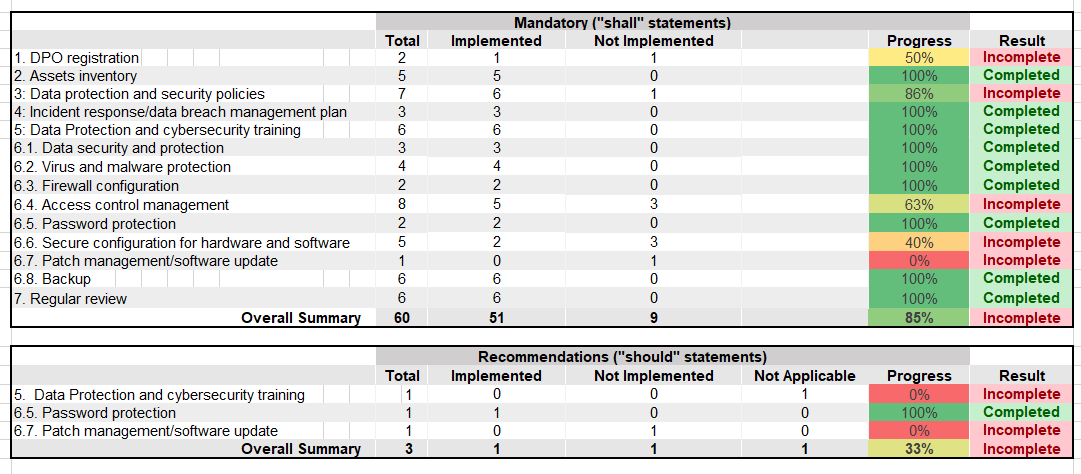 Mandatory ("shall" statements)
Total Implemented Not Implemented Progress Result
1. DPO registration 2 1 1 50% Incomplete
2. Assets inventory 5 5 0 100% Completed
3: Data protection and security policies 7 6 1 86% Incomplete
4: Incident response/data breach management plan 3 3 0 100% Completed
5: Data Protection and cybersecurity training 6 6 0 100% Completed
6.1. Data security and protection 3 3 0 100% Completed
6.2. Virus and malware protection 4 4 0 100% Completed
6.3. Firewall configuration 2 2 0 100% Completed
6.4. Access control management 8 5 3 63% Incomplete
6.5. Password protection 2 2 0 100% Completed
6.6. Secure configuration for hardware and software 5 2 3 40% Incomplete
6.7. Patch management/software update 1 0 1 0% Incomplete
6.8. Backup 6 6 0 100% Completed
7. Regular review 6 6 0 100% Completed
Overall Summary 60 51 9 85% Incomplete
Recommendations ("should" statements)
Total Implemented Not Implemented Not Applicable Progress Result
5. Data Protection and cybersecurity training 1 0 0 1 0% Incomplete
6.5. Password protection 1 1 0 0 100% Completed
6.7. Patch management/software update 1 0 1 0 0% Incomplete
Overall Summary 3 1 1 1 33% Incomplete